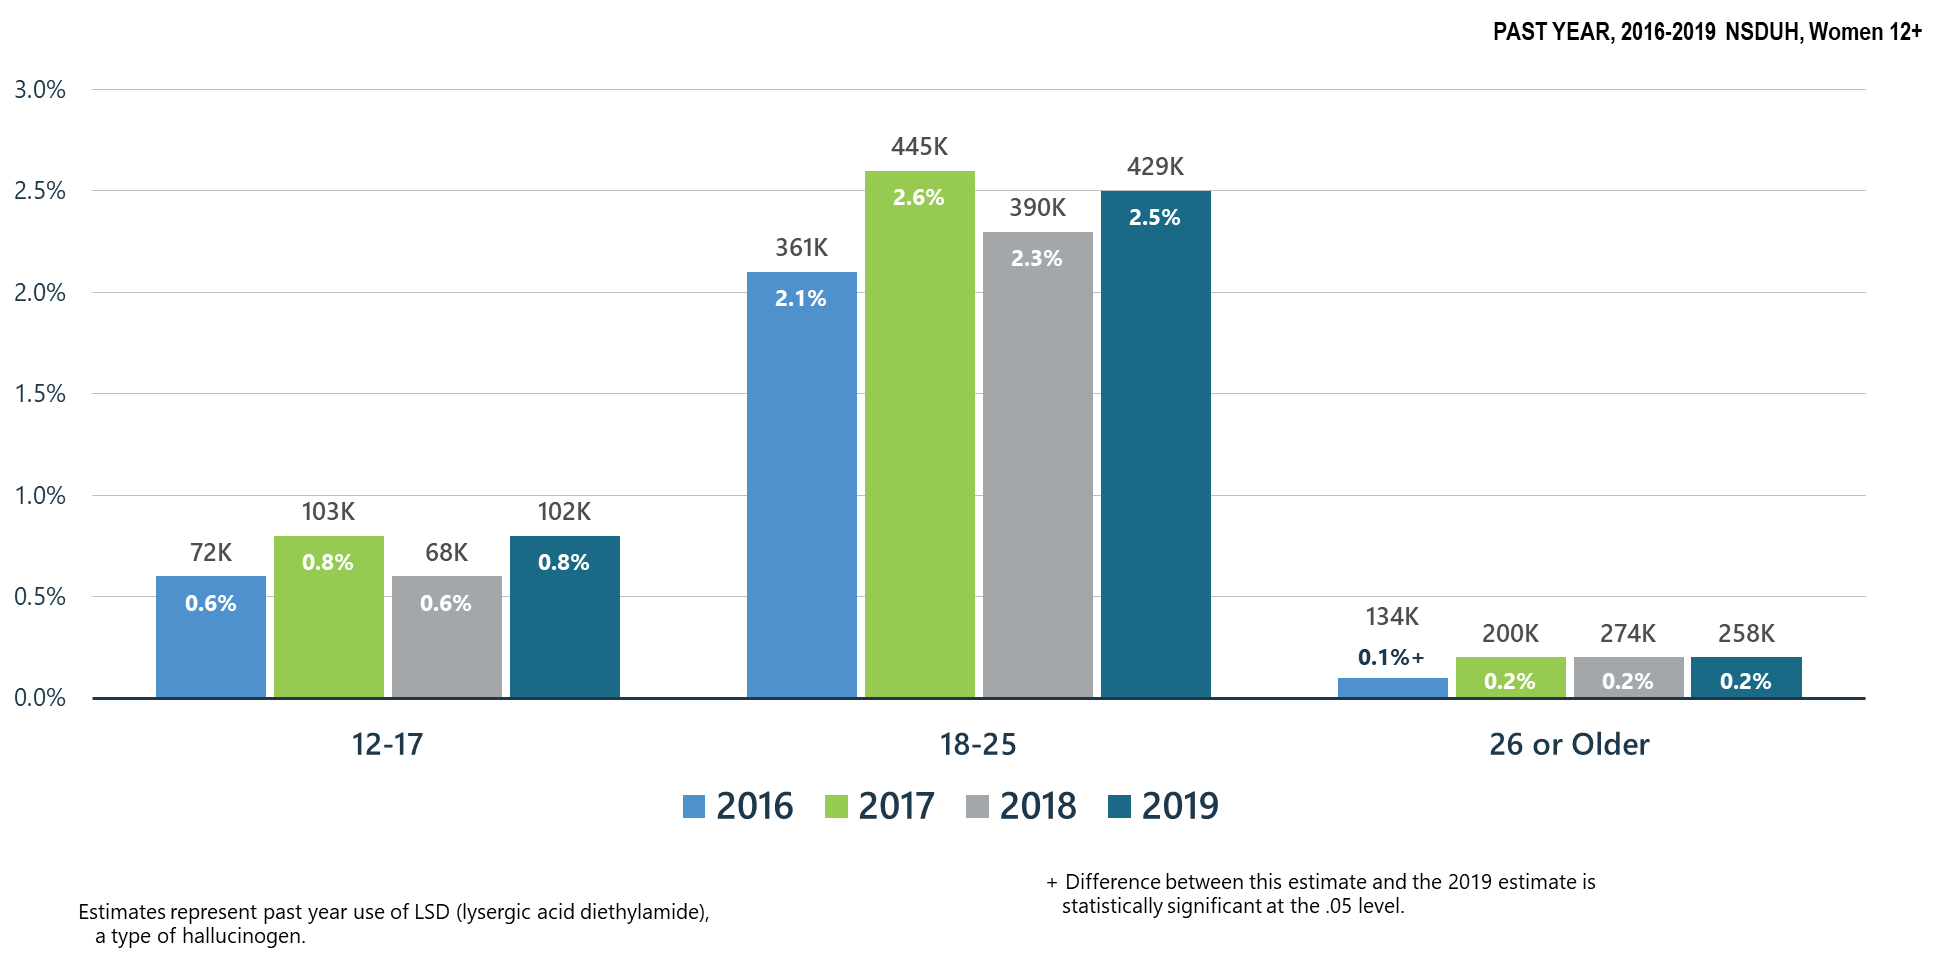 PAST YEAR, 2016-2019 NSDUH, Women 12+
3.0%
2.5%
2.0%
1.5%
1.0%
0.5%
0.0%
72K
0.6%
103K
0.8%
68K
0.6%
102K
0.8%
361K
2.1%
445K
2.6%
390K
2.3%
429K
2.5%
134K
0.1%+
200K
0.2%
274K
0.2%
258K
0.2%
12-17
18-25
26 or Older
2016
2017
2018
2019
Estimates represent past year use of LSD (lysergic acid diethylamide),
a type of hallucinogen.
+ Difference between this estimate and the 2019 estimate is
statistically significant at the .05 level.